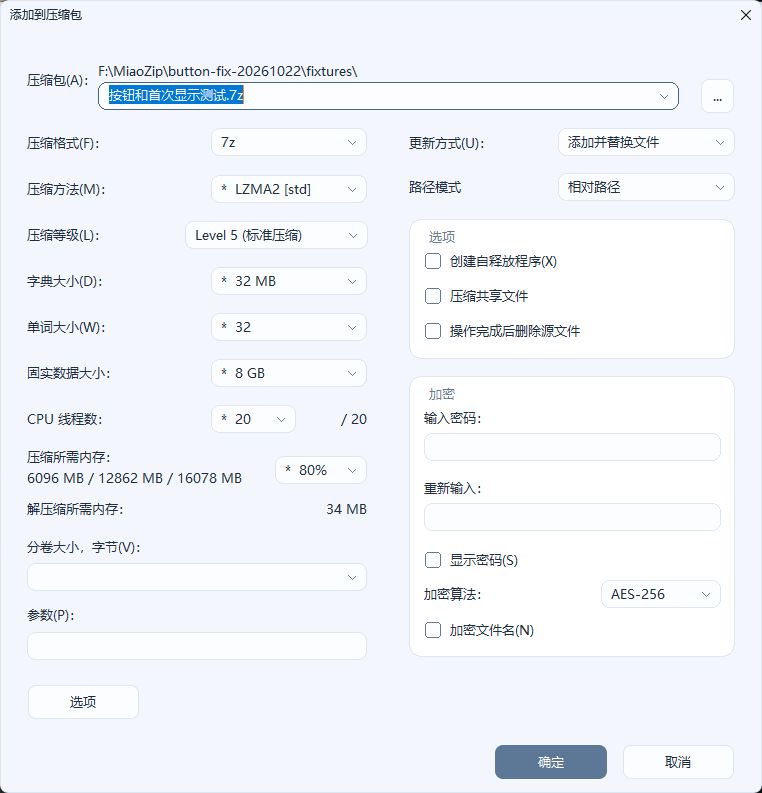 添加到压缩包
压缩包(A):
F:\MiaoZip\button-fix-20261022\fixtures\
按钮和首次显示测试.7z
...
压缩格式(F):
7z
压缩方法(M):
* LZMA2 [std]
压缩等级(L):
Level 5 (标准压缩)
字典大小(D):
* 32 MB
单词大小(W):
* 32
固实数据大小:
* 8 GB
CPU 线程数:
* 20
/ 20
压缩所需内存:
6096 MB / 12862 MB / 16078 MB
* 80%
解压缩所需内存:
34 MB
分卷大小，字节(V):
参数(P):
选项
更新方式(U):
添加并替换文件
路径模式
相对路径
选项
创建自释放程序(X)
压缩共享文件
操作完成后删除源文件
加密
输入密码:
重新输入:
显示密码(S)
加密算法:
AES-256
加密文件名(N)
确定
取消